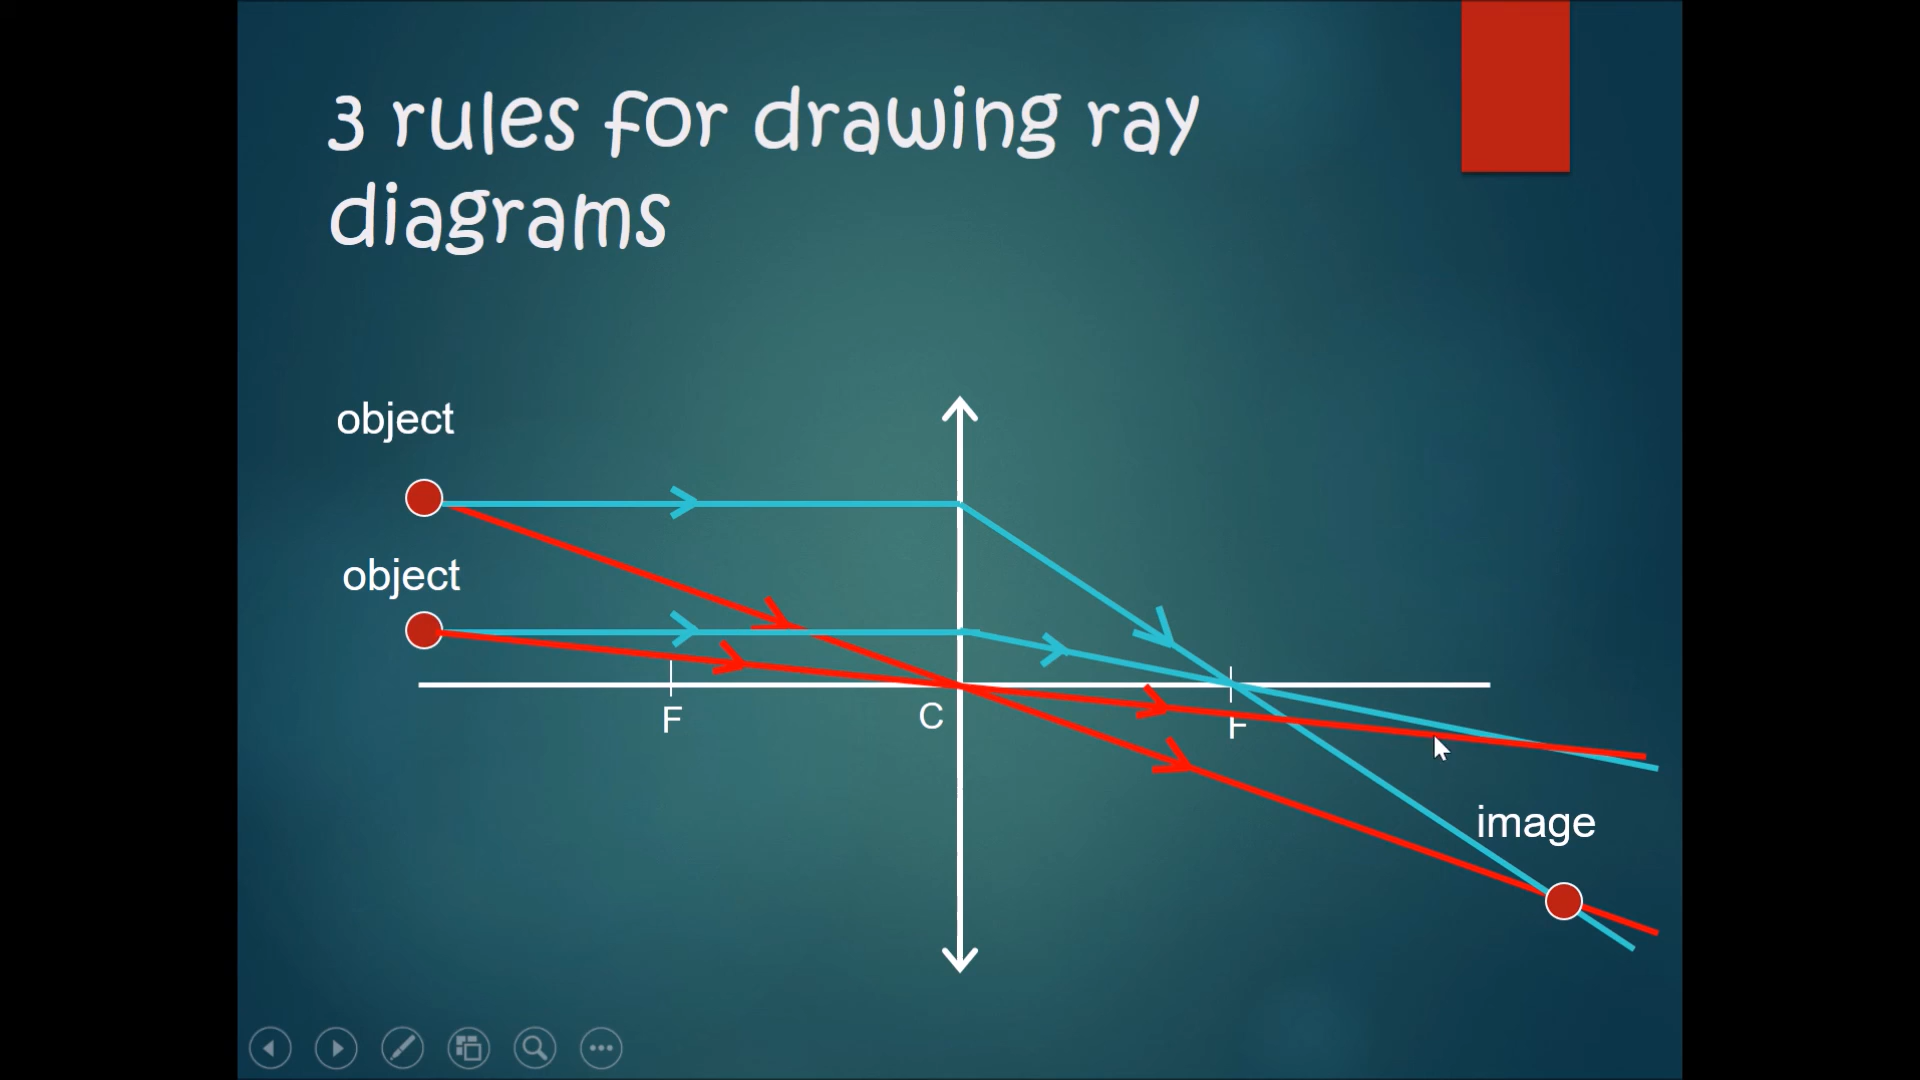 3 rules for drawing ray
diagrams
object
object
F
C
F
image